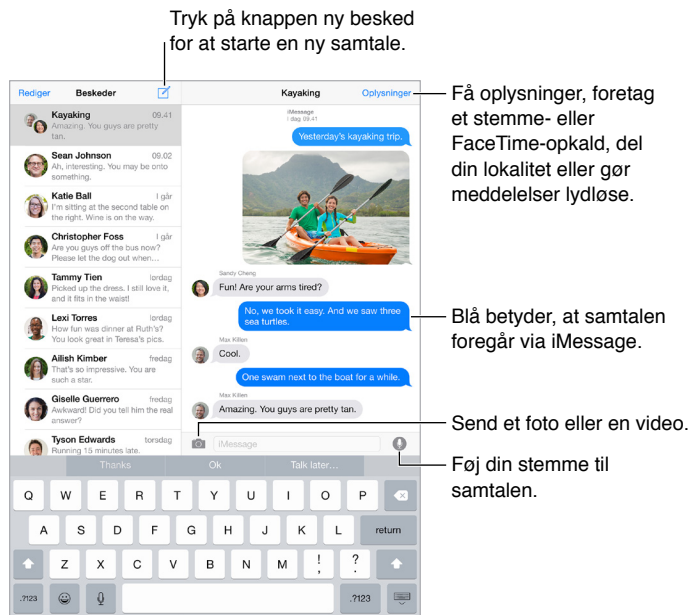 Tryk på knappen ny besked
for at starte en ny samtale.
Rediger
Beskeder
Kayaking 09.41
Amazing. You guys are pretty
tan.
Sean Johnson 09.02
Ah, interesting. You may be onto
something.
Katie Ball I går
I'm sitting at the second table on
the right. Wine is on the way.
Christopher Foss I går
Are you guys off the bus now?
Please let the dog out when...
Tammy Tien lørdag
Picked up the dress. I still love it,
and it fits in the waist!
Lexi Torres lørdag
How fun was dinner at Ruth's?
You look great in Teresa's pics.
Ailish Kimber fredag
That's so impressive. You are
such a star.
Giselle Guerrero fredag
Awkward! Did you tell him the real
answer?
Tyson Edwards torsdag
Running 15 minutes late.
Kayaking
Oplysninger
iMessage
I dag 09.41
Yesterday's kayaking trip.
Sandy Cheng
Fun! Are your arms tired?
No, we took it easy. And we saw three
sea turtles.
Max Killen
Cool.
One swam next to the boat for a while.
Max Killen
Amazing. You guys are pretty tan.
iMessage
Få oplysninger, foretag
et stemme- eller
FaceTime-opkald, del
din lokalitet eller gør
meddelelser lydløse.
Blå betyder, at samtalen
foregår via iMessage.
Send et foto eller en video.
Føj din stemme til
samtalen.
Thanks Ok Talk later...
Q W E R T Y U I O P
A S D F G H J K L return
Z X C V B N M ! , ? .
.?123 .?123